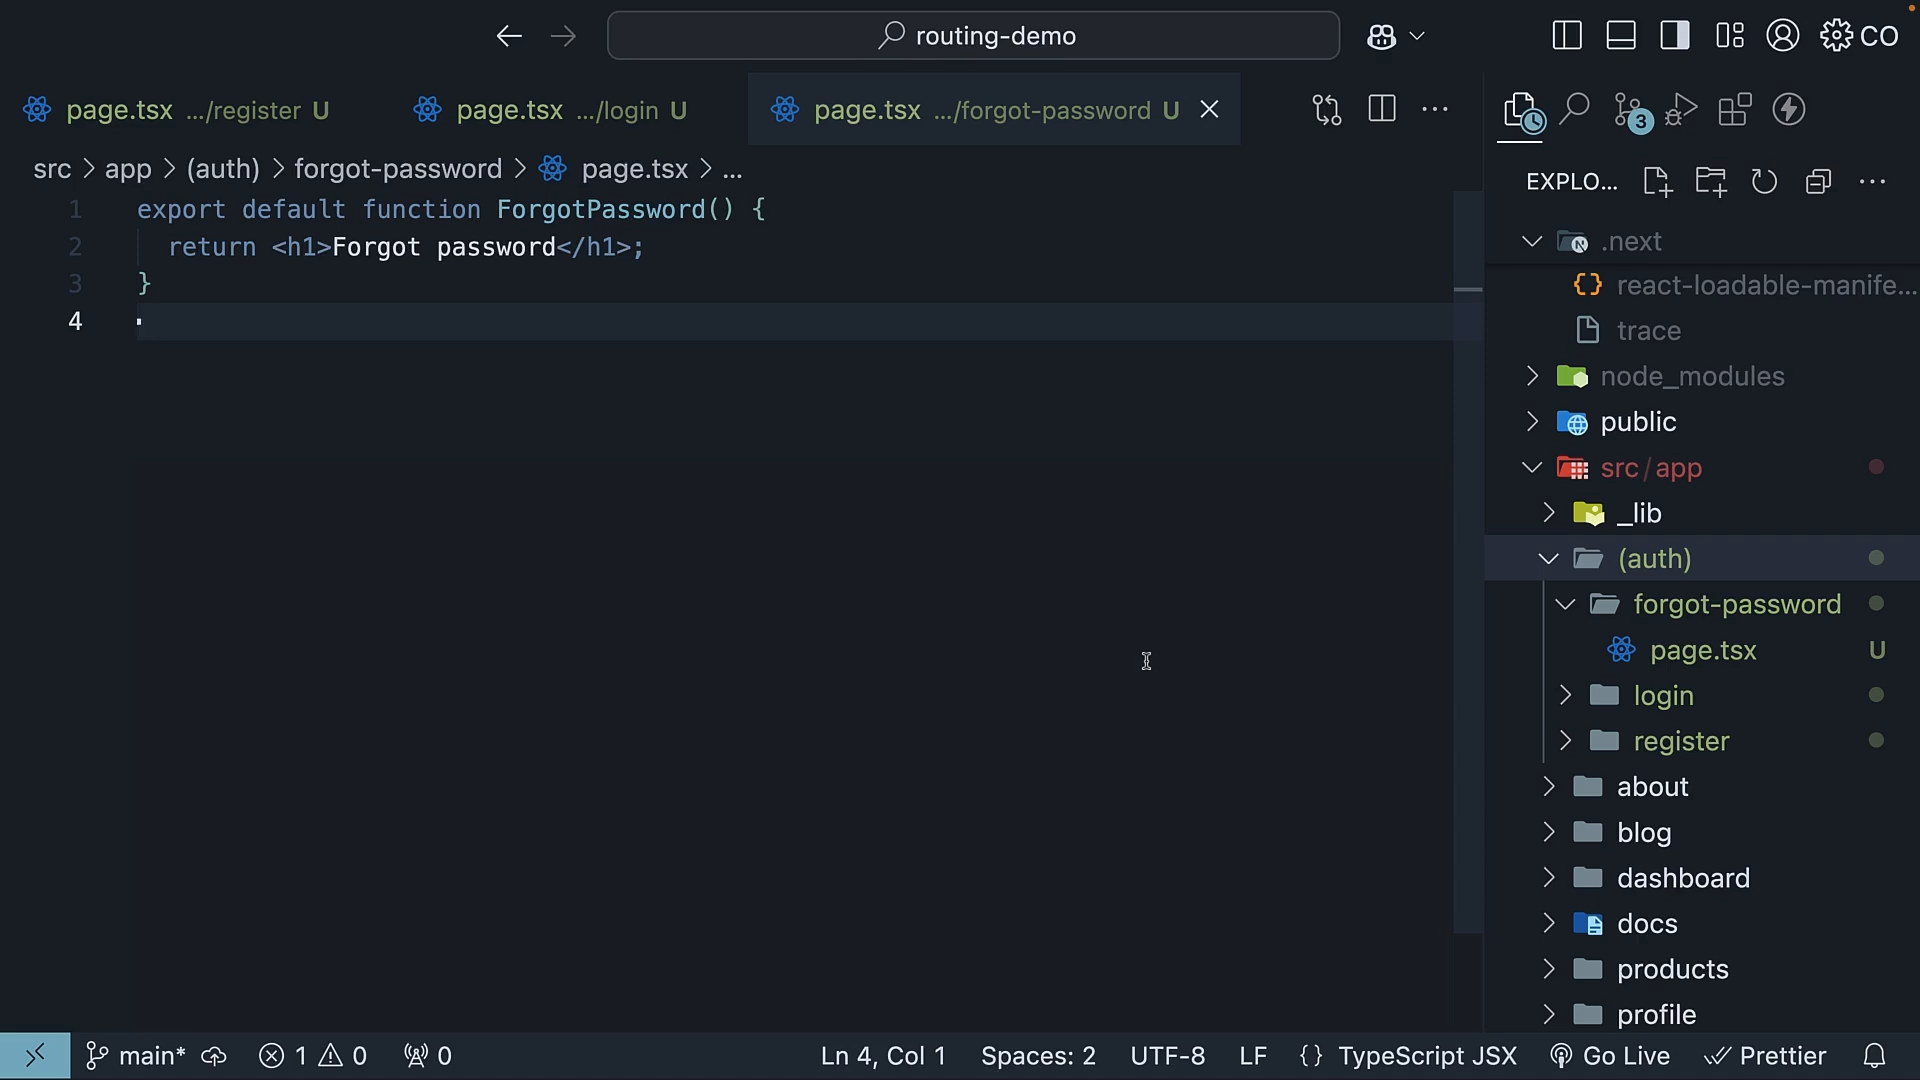 routing-demo
CO
page.tsx .../register U
page.tsx .../login U
page.tsx .../forgot-password U
3
src > app > (auth) > forgot-password > page.tsx > ...
EXPLO...
1 export default function ForgotPassword() {
2 return <h1>Forgot password</h1>;
3 }
4
.next
react-loadable-manife...
trace
node_modules
public
src/app
_lib
(auth)
forgot-password
page.tsx U
login
register
about
blog
dashboard
docs
products
profile
main* 1 0 0 Ln 4, Col 1 Spaces: 2 UTF-8 LF {} TypeScript JSX Go Live Prettier